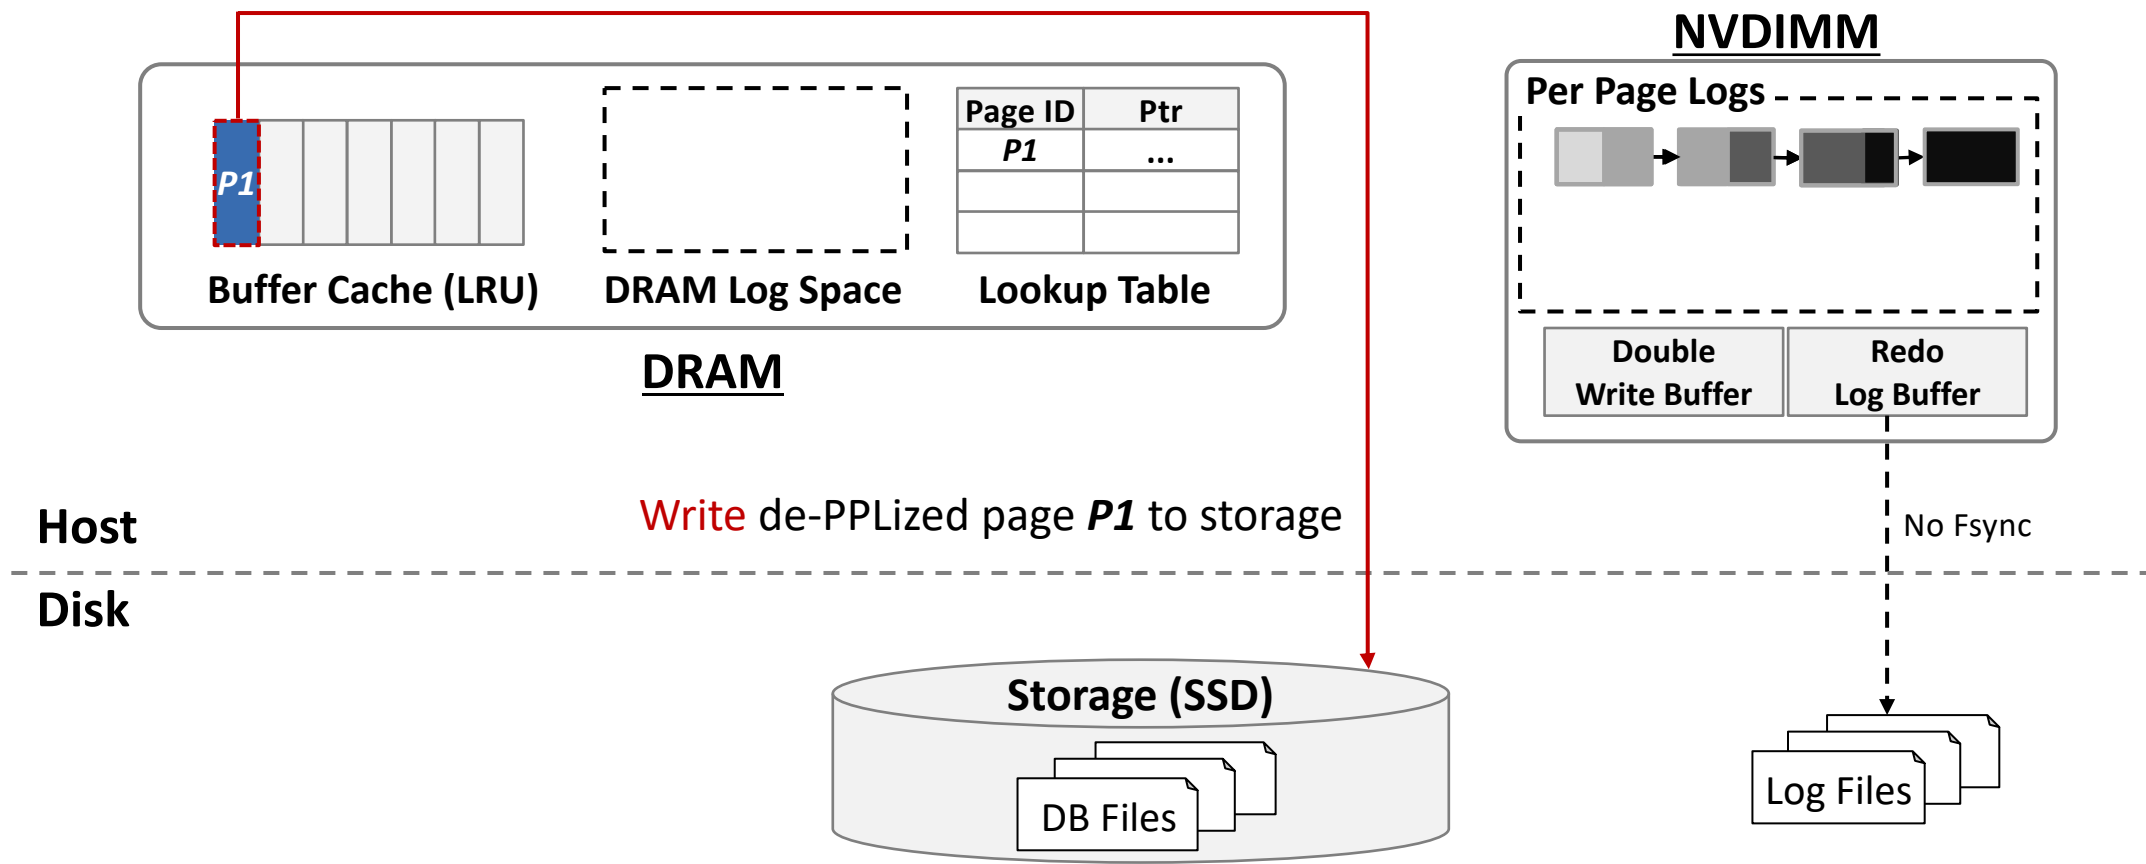 NVDIMM
Per Page Logs
Page ID
Ptr
P1
...
P1
Buffer Cache (LRU)
DRAM Log Space
Lookup Table
DRAM
Double
Write Buffer
Redo
Log Buffer
Write de-PPLized page P1 to storage
Host
No Fsync
Disk
Storage (SSD)
DB Files
Log Files